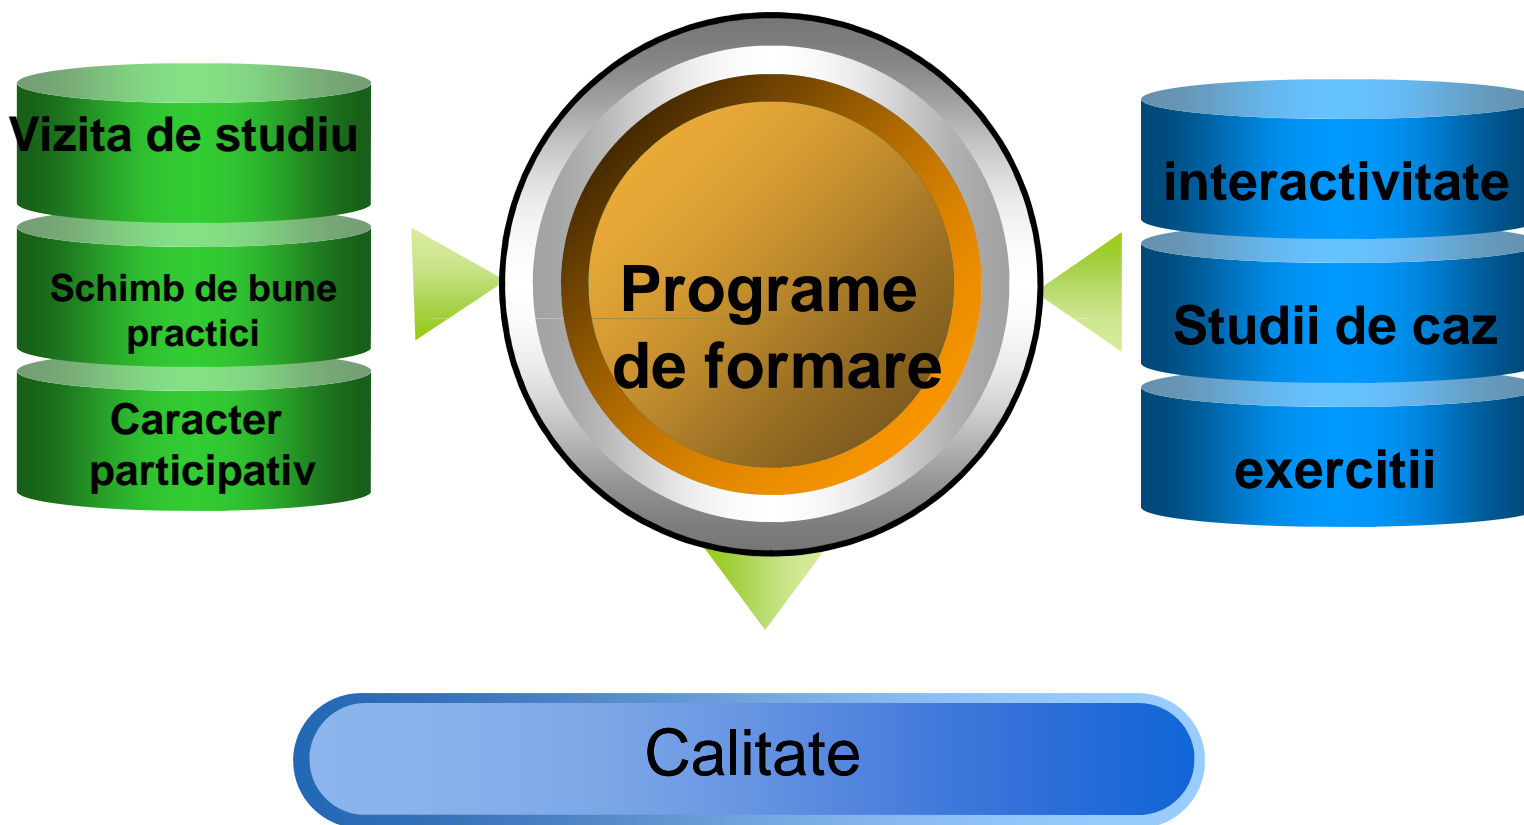 Vizita de studiu
Schimb de bune
practici
Caracter
participativ
Programe
de formare
interactivitate
Studii de caz
exercitii
Calitate